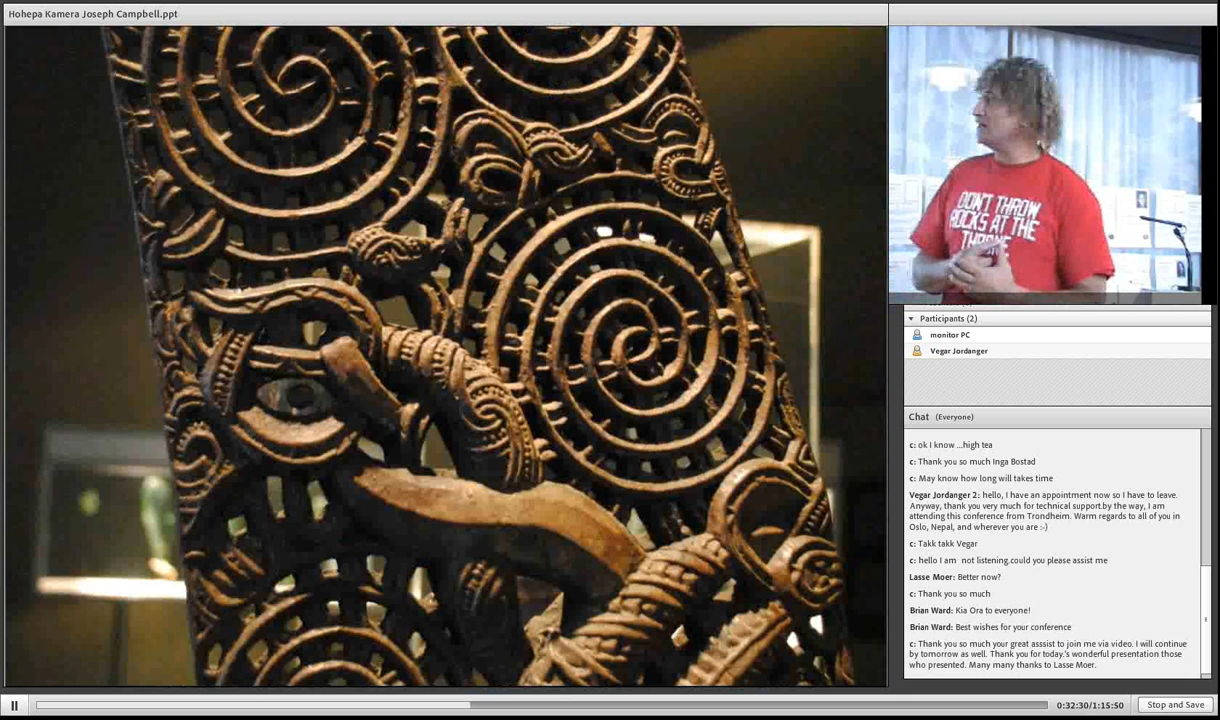 Hohepa Kamera Joseph Campbell.ppt
DON'T THROW
ROCKS AT THE
THRONE
Participants (2)
monitor PC
Vegar Jordanger
Chat (Everyone)
c: ok I know ...high tea
c: Thank you so much Inga Bostad
c: May know how long will takes time
Vegar Jordanger 2: hello, I have an appointment now so I have to leave.
Anyway, thank you very much for technical support.by the way, I am
attending this conference from Trondheim. Warm regards to all of you in
Oslo, Nepal, and wherever you are :-)
c: Takk takk Vegar
c: hello I am not listening.could you please assist me
Lasse Moer: Better now?
c: Thank you so much
Brian Ward: Kia Ora to everyone!
Brian Ward: Best wishes for your conference
c: Thank you so much your great asssist to join me via video. I will continue
by tomorrow as well. Thank you for today.'s wonderful presentation those
who presented. Many many thanks to Lasse Moer.
0:32:30/1:15:50
Stop and Save